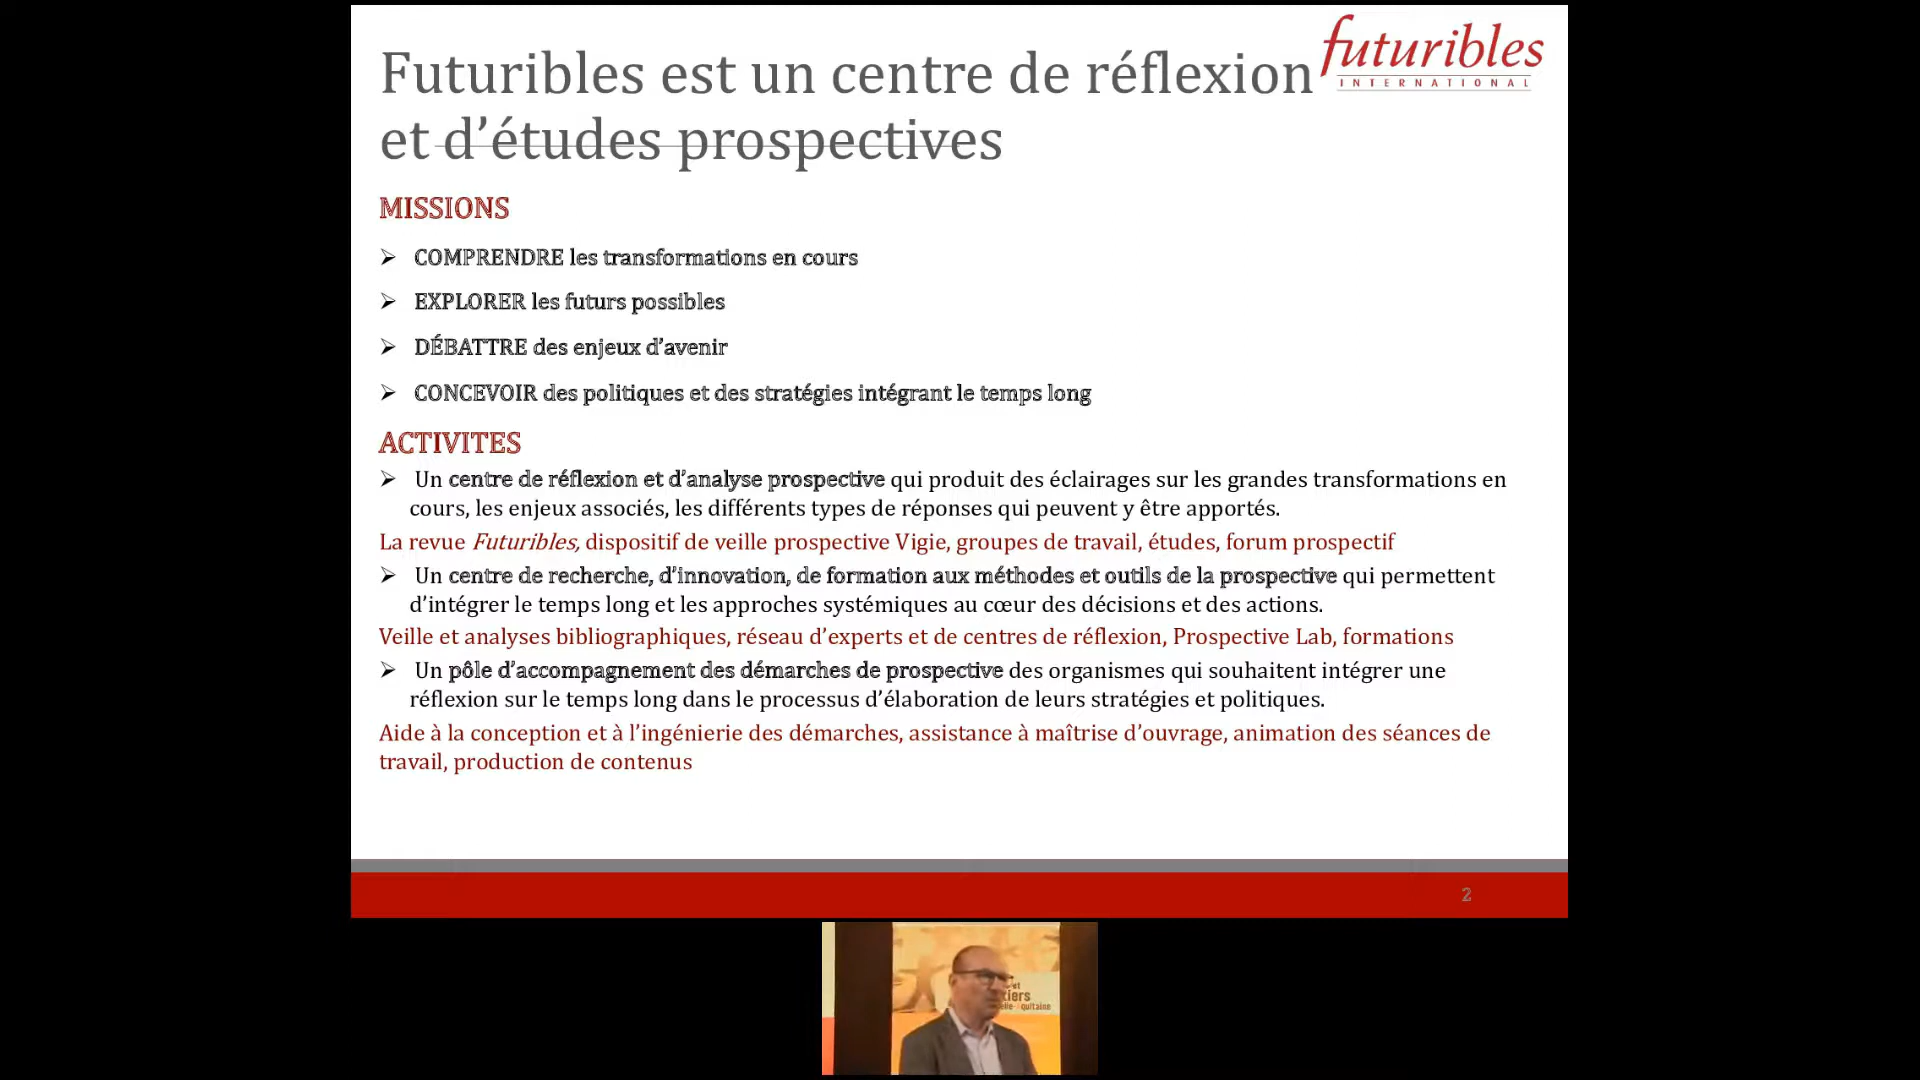 futuribles
INTERNATIONAL
Futuribles est un centre de réflexion
et d’études prospectives
MISSIONS
➢ COMPRENDRE les transformations en cours
➢ EXPLORER les futurs possibles
➢ DÉBATTRE des enjeux d’avenir
➢ CONCEVOIR des politiques et des stratégies intégrant le temps long
ACTIVITES
➢ Un centre de réflexion et d’analyse prospective qui produit des éclairages sur les grandes transformations en
cours, les enjeux associés, les différents types de réponses qui peuvent y être apportés.
La revue Futuribles, dispositif de veille prospective Vigie, groupes de travail, études, forum prospectif
➢ Un centre de recherche, d’innovation, de formation aux méthodes et outils de la prospective qui permettent
d’intégrer le temps long et les approches systémiques au cœur des décisions et des actions.
Veille et analyses bibliographiques, réseau d’experts et de centres de réflexion, Prospective Lab, formations
➢ Un pôle d’accompagnement des démarches de prospective des organismes qui souhaitent intégrer une
réflexion sur le temps long dans le processus d’élaboration de leurs stratégies et politiques.
Aide à la conception et à l’ingénierie des démarches, assistance à maîtrise d’ouvrage, animation des séances de
travail, production de contenus
2
et